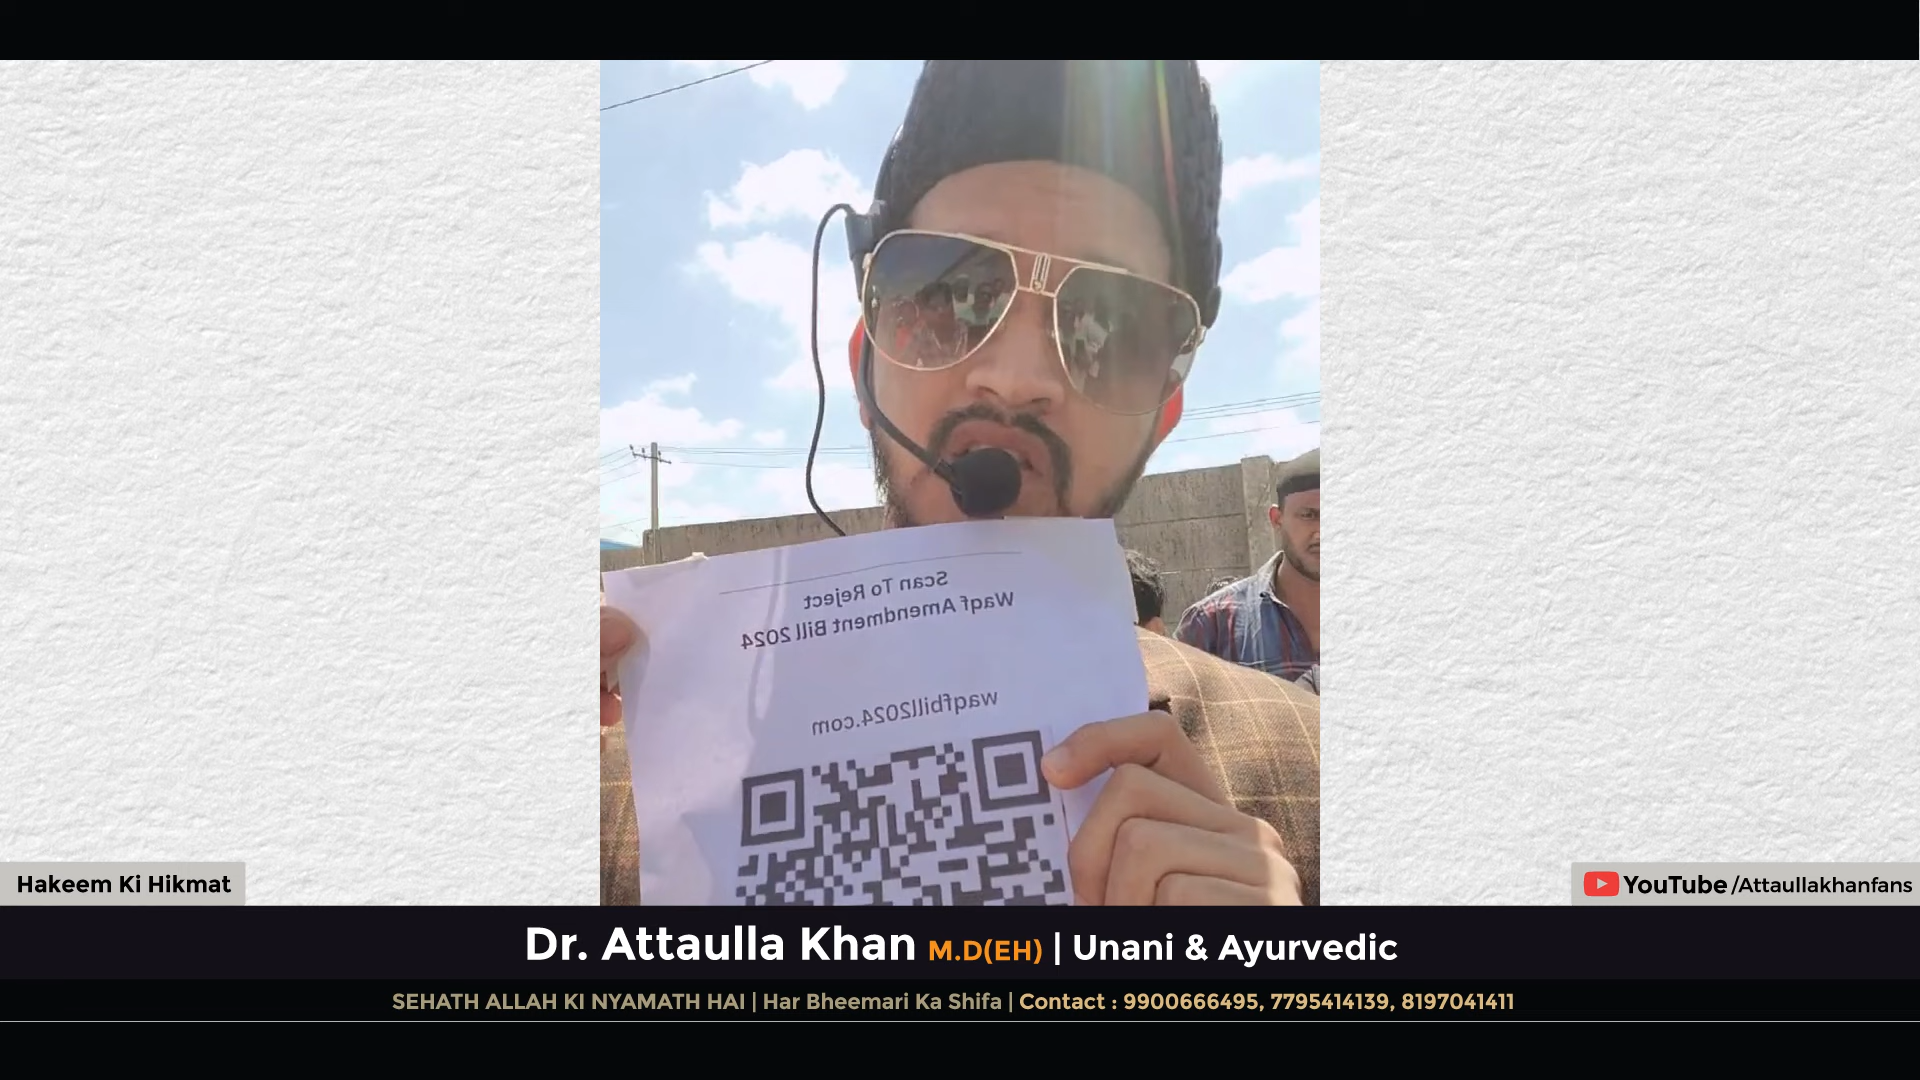 Scan To Reject
Waqf Amendment Bill 2024
waqfbill2024.com
Hakeem Ki Hikmat
YouTube /Attaullakhanfans
Dr. Attaulla Khan M.D(EH) | Unani & Ayurvedic
SEHATH ALLAH KI NYAMATH HAI | Har Bheemari Ka Shifa | Contact : 9900666495, 7795414139, 8197041411